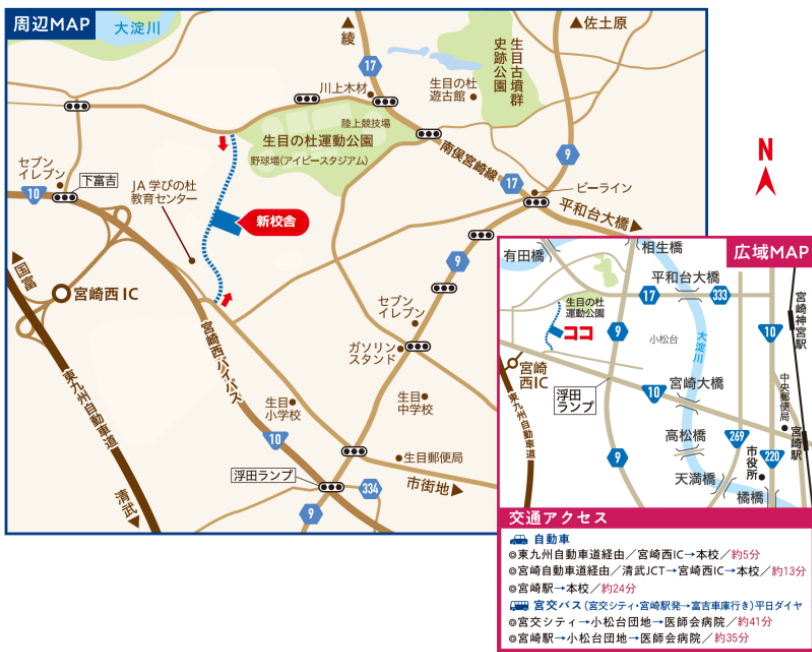 周辺MAP
大淀川
▲綾
▲佐土原
17
川上木材
生目の杜
遊古館
生目古墳群
史跡公園
陸上競技場
生目の杜運動公園
野球場(アイビースタジアム)
南俣宮崎線
9
17
ビーライン
平和台大橋▶
N
セブン
イレブン
下富吉
10
JA 学びの杜
教育センター
新校舎
▲国富
宮崎西IC
9
セブン
イレブン
ガソリン
スタンド
宮崎西バイパス
東九州自動車道
生目
小学校
生目
中学校
10
生目郵便局
浮田ランプ
334
市街地▶
9
清武▼
広域MAP
有田橋
相生橋
平和台大橋
17
333
生目の杜
運動公園
ココ
9
小松台
大淀川
10
宮崎神宮駅
宮崎
西IC
浮田
ランプ
10
宮崎大橋
中央郵便局
東九州自動車道
高松橋
269
市役所
宮崎駅
9
天満橋
220
橘橋
交通アクセス
自動車
◎東九州自動車道経由/宮崎西IC→本校/約5分
◎宮崎自動車道経由/清武JCT→宮崎西IC→本校/約13分
◎宮崎駅→本校/約24分
宮交バス(宮交シティ・宮崎駅発→富吉車庫行き)平日ダイヤ
◎宮交シティ→小松台団地→医師会病院/約41分
◎宮崎駅→小松台団地→医師会病院/約35分